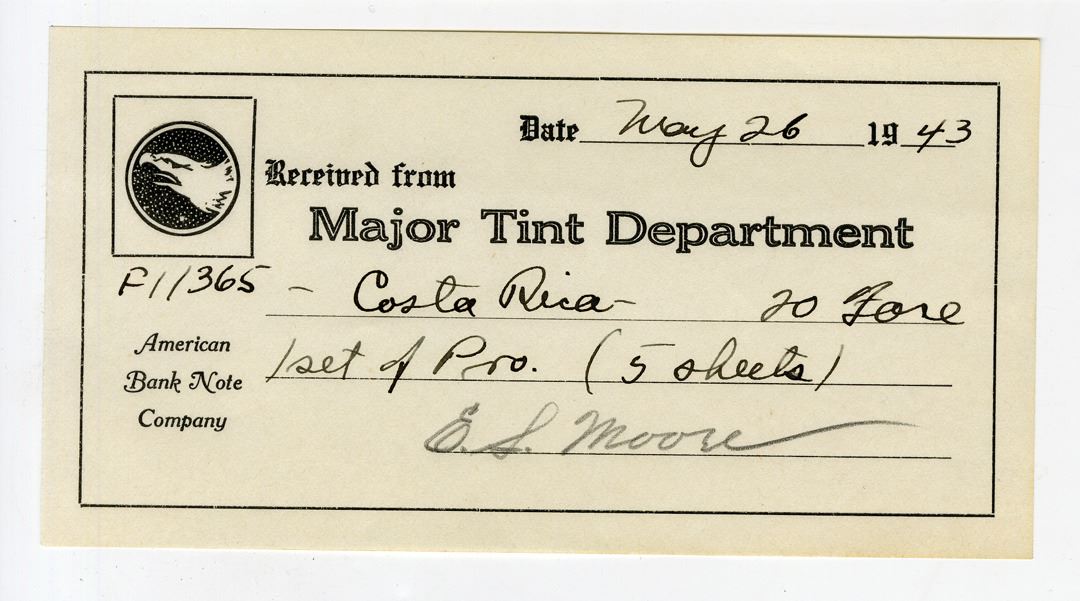 Date May 26 1943
Received from
Major Tint Department
F11365 - Costa Rica - 20 Fore
1 set of Pro. (5 sheets)
American
Bank Note
Company
E. S. Moore